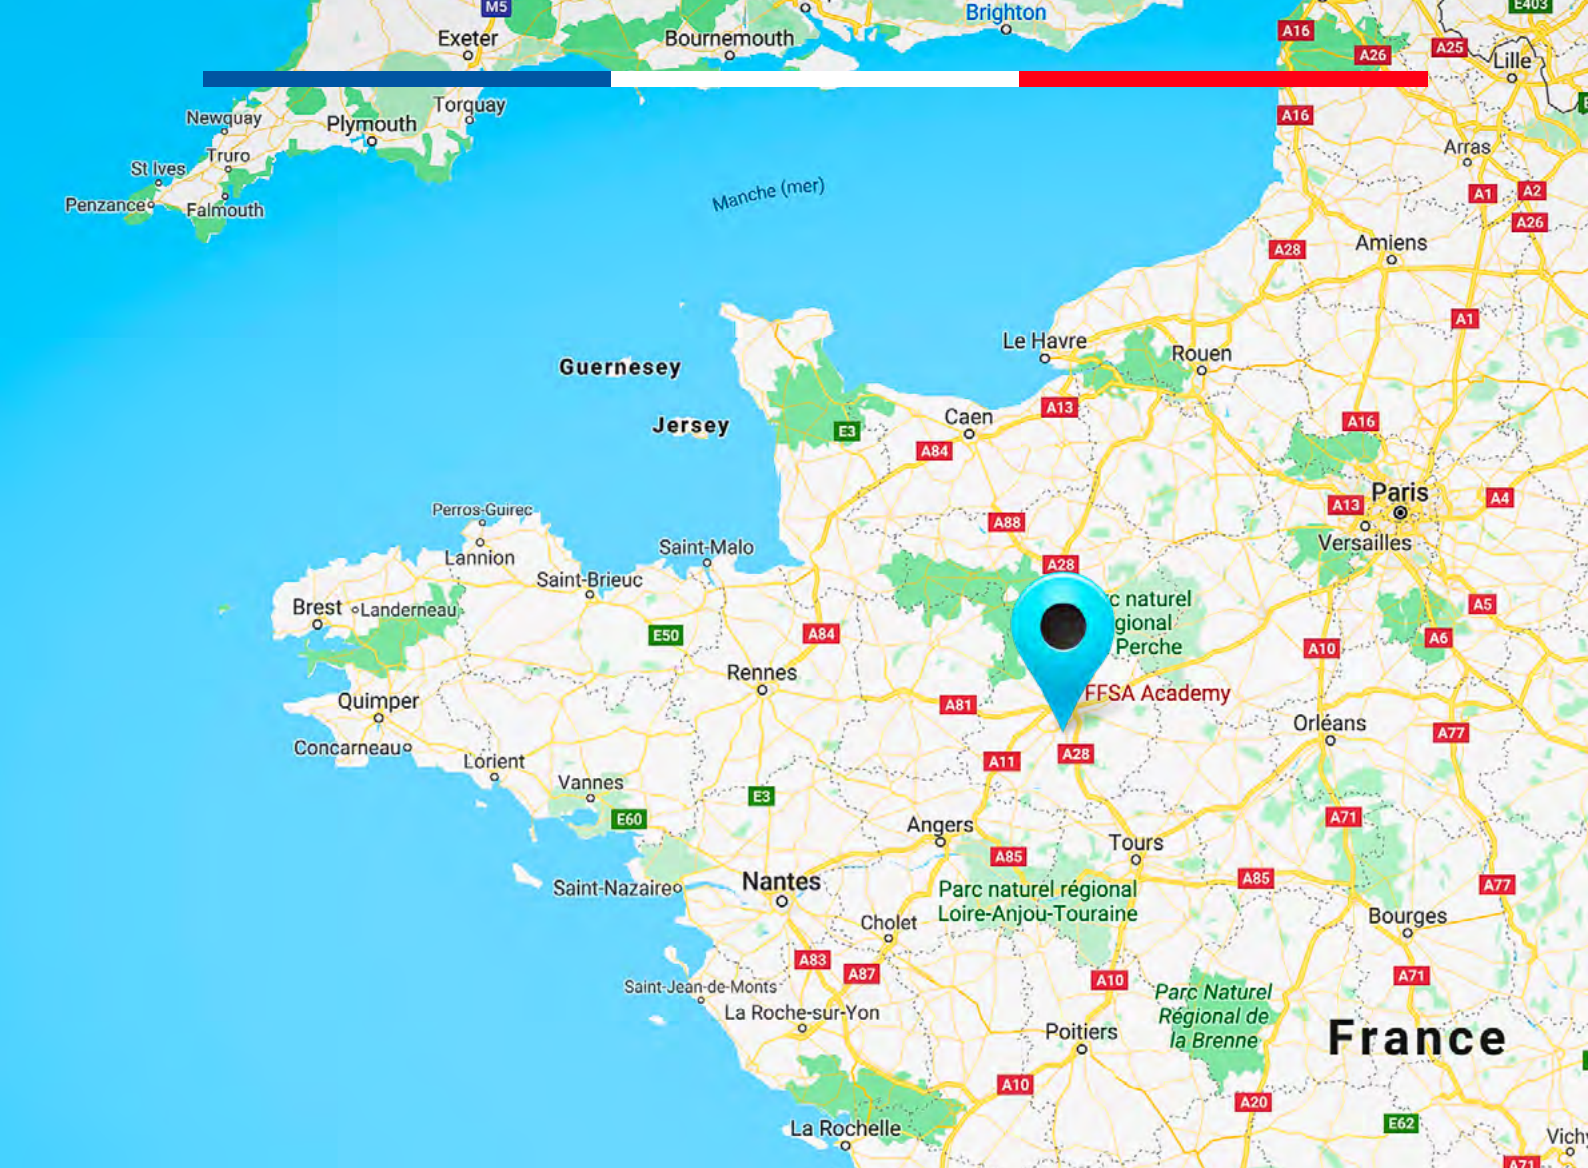 M5
E403
Brighton
A16
Exeter
Bournemouth
A26
A25
Lille
Torquay
Newquay
Plymouth
A16
Truro
Arras
St Ives
Manche (mer)
A1
A2
Penzance
Falmouth
A26
Amiens
A28
A1
Le Havre
Rouen
Guernesey
A13
Caen
A16
Jersey
E3
A84
Paris
A4
A13
Perros-Guirec
A88
Versailles
Saint-Malo
Lannion
A28
Saint-Brieuc
c naturel
gional
Perche
Brest
Landerneau
A5
E50
A84
A6
A10
Rennes
FFSA Academy
Quimper
A81
Orléans
A77
Concarneau
Lorient
A11
A28
Vannes
E3
E60
A71
Angers
Tours
A85
Saint-Nazaire
Nantes
Parc naturel régional
Loire-Anjou-Touraine
A85
A77
Cholet
Bourges
A83
A87
A10
A71
Saint-Jean-de-Monts
Parc Naturel
Régional de
la Brenne
La Roche-sur-Yon
Poitiers
France
A10
A20
La Rochelle
E62
Vichy
A71